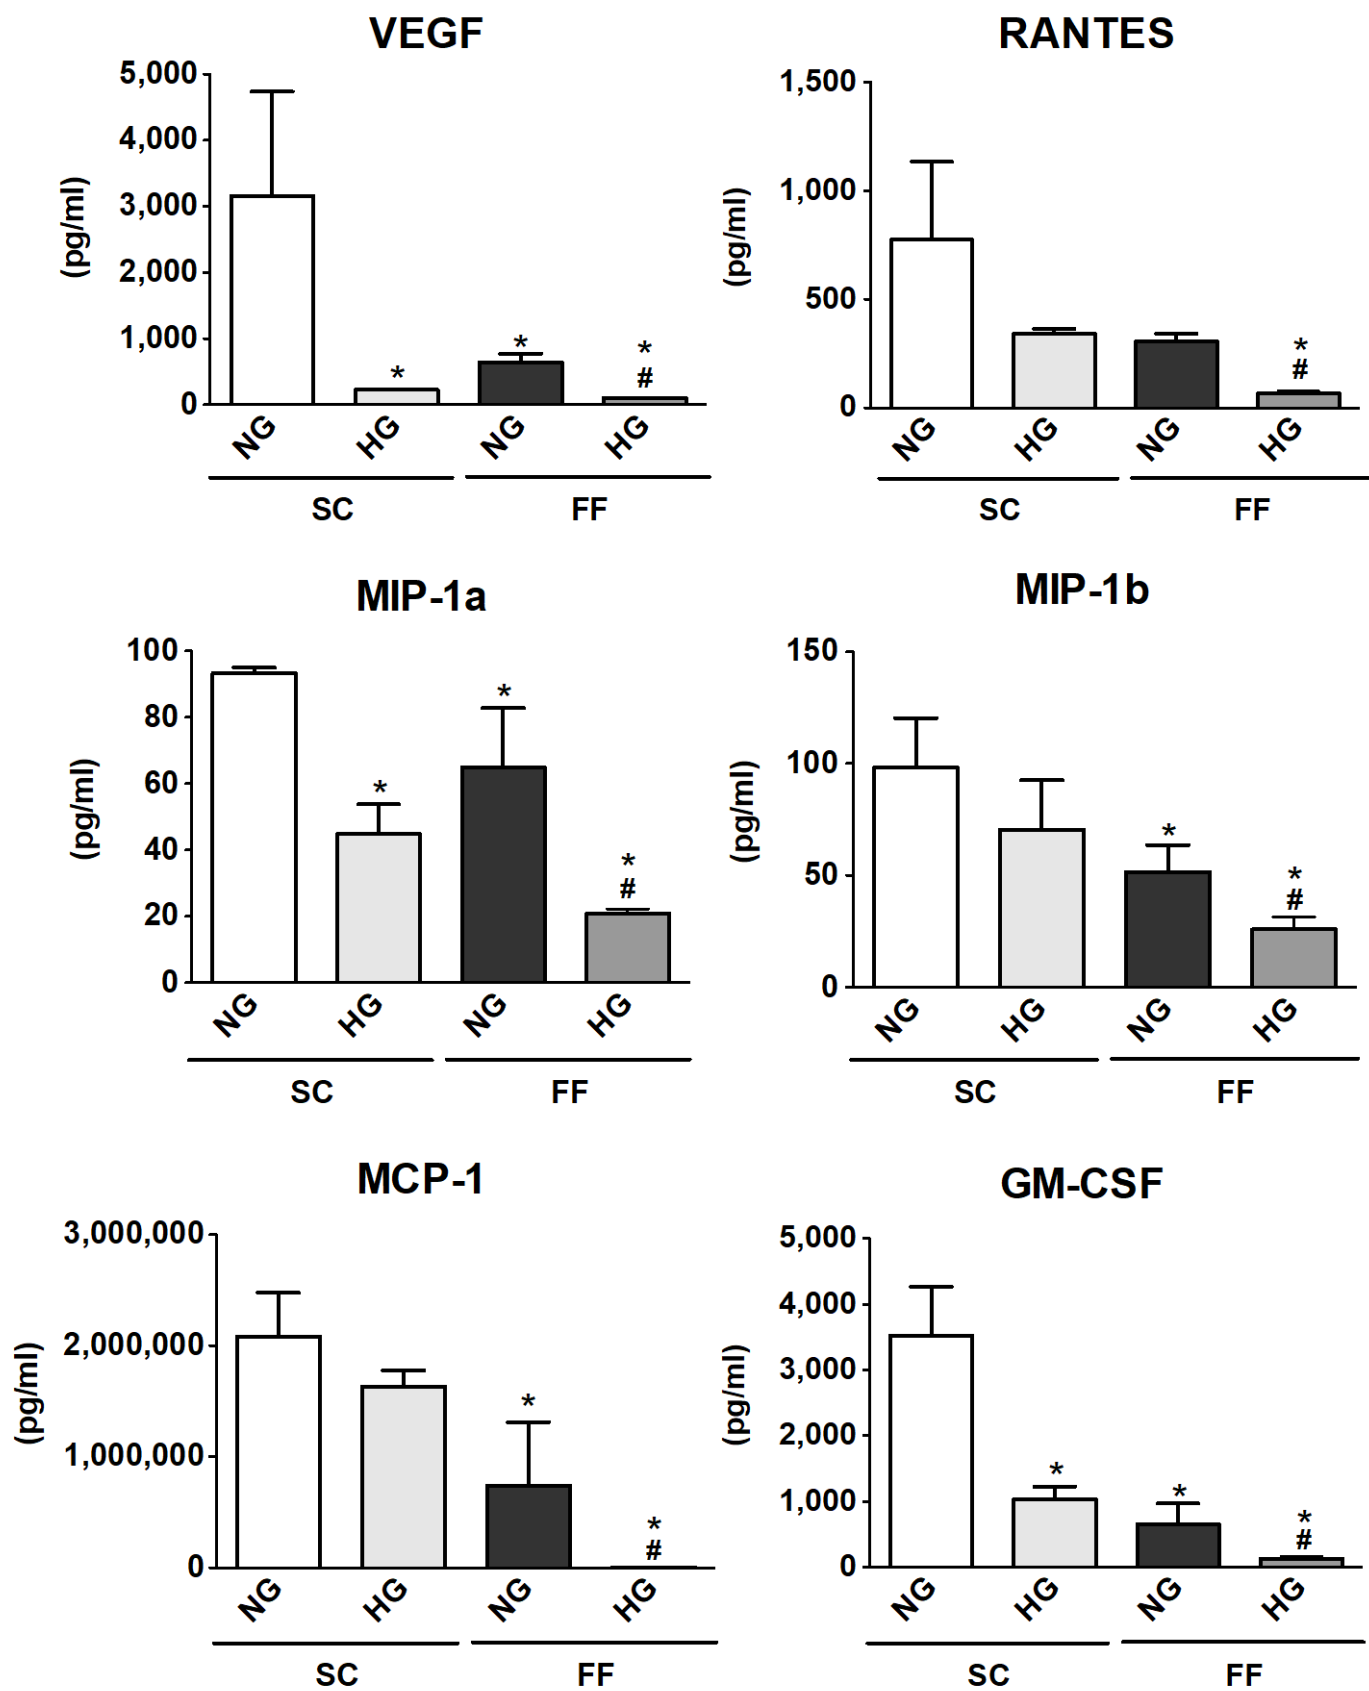 VEGF
5,000
4,000
3,000
2,000
1,000
0
(pg/ml)
*
*
*
#
NG
HG
NG
HG
SC
FF
RANTES
1,500
1,000
500
0
(pg/ml)
*
#
NG
HG
NG
HG
SC
FF
MIP-1a
100
80
60
40
20
0
(pg/ml)
*
*
*
#
NG
HG
NG
HG
SC
FF
MIP-1b
150
100
50
0
(pg/ml)
*
*
#
NG
HG
NG
HG
SC
FF
MCP-1
3,000,000
2,000,000
1,000,000
0
(pg/ml)
*
*
#
NG
HG
NG
HG
SC
FF
GM-CSF
5,000
4,000
3,000
2,000
1,000
0
(pg/ml)
*
*
*
#
NG
HG
NG
HG
SC
FF